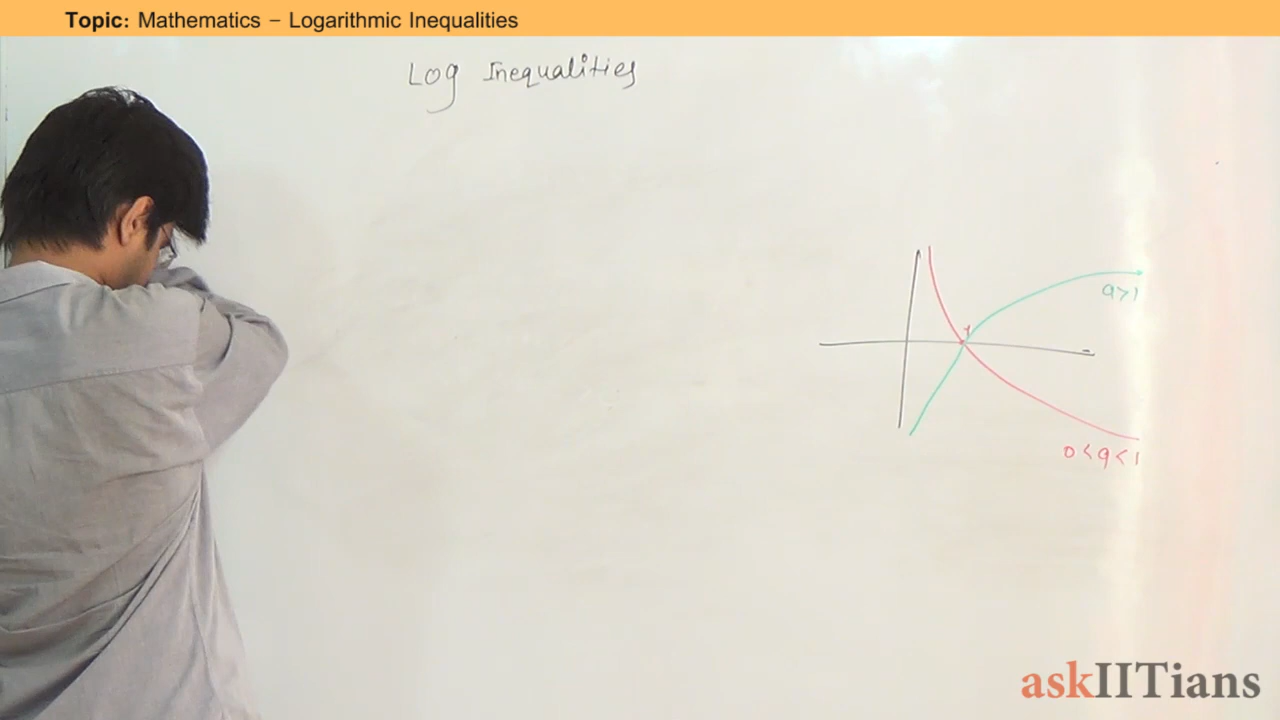 Topic: Mathematics – Logarithmic Inequalities
Log Inequalities
a>1
1
0<a<1
askIITians